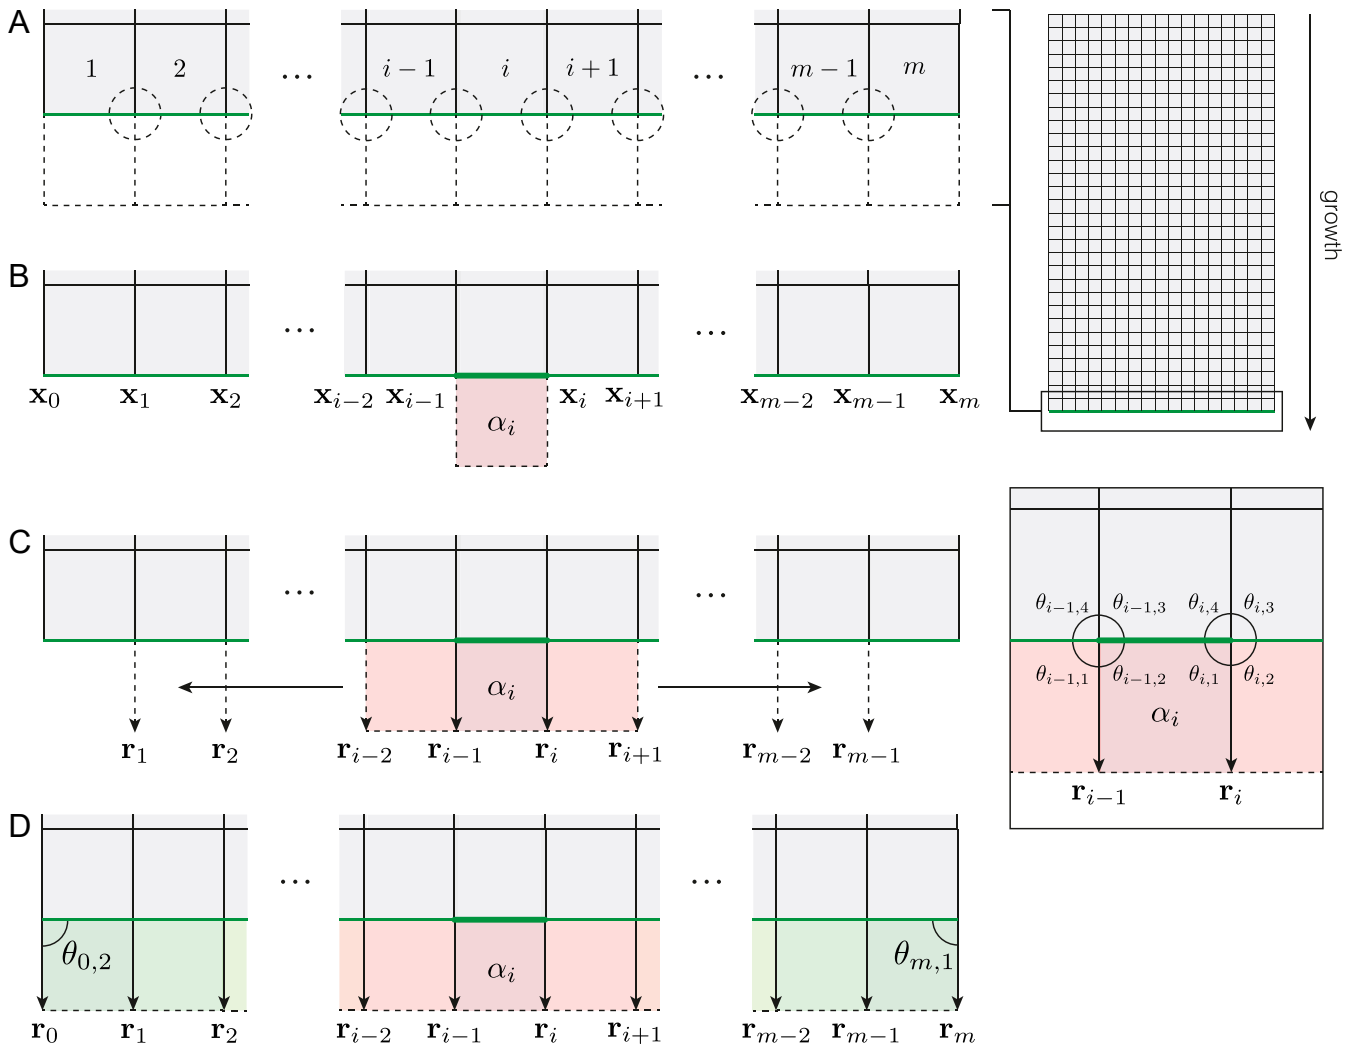 A
1 2 … i − 1 i i + 1 … m − 1 m
growth
B
… …
x₀ x₁ x₂ xᵢ₋₂ xᵢ₋₁ xᵢ xᵢ₊₁ xₘ₋₂ xₘ₋₁ xₘ
αᵢ
C
… …
αᵢ
r₁ r₂ rᵢ₋₂ rᵢ₋₁ rᵢ rᵢ₊₁ rₘ₋₂ rₘ₋₁
θᵢ₋₁,₄ θᵢ₋₁,₃ θᵢ,₄ θᵢ,₃
θᵢ₋₁,₁ θᵢ₋₁,₂ θᵢ,₁ θᵢ,₂
αᵢ
rᵢ₋₁ rᵢ
D
… …
θ₀,₂ αᵢ θₘ,₁
r₀ r₁ r₂ rᵢ₋₂ rᵢ₋₁ rᵢ rᵢ₊₁ rₘ₋₂ rₘ₋₁ rₘ